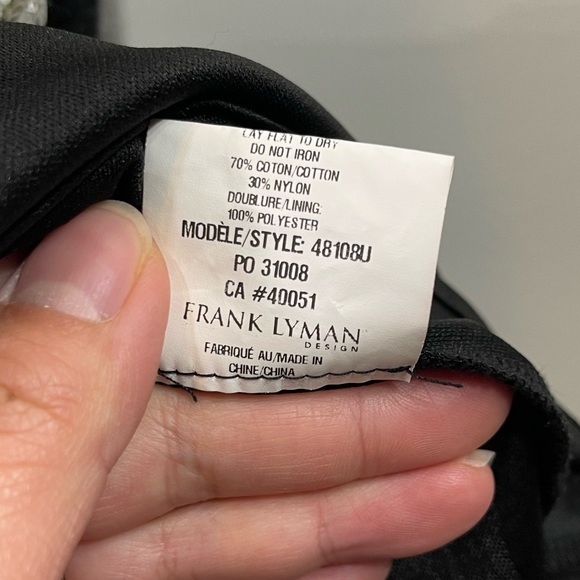 LAY FLAT TO DRY
DO NOT IRON
70% COTON/COTTON
30% NYLON
DOUBLURE/LINING.
100% POLYESTER
MODÈLE/STYLE: 48108U
PO 31008
CA #40051
FRANK LYMAN
DESIGN
FABRIQUÉ AU/MADE IN
CHINE/CHINA